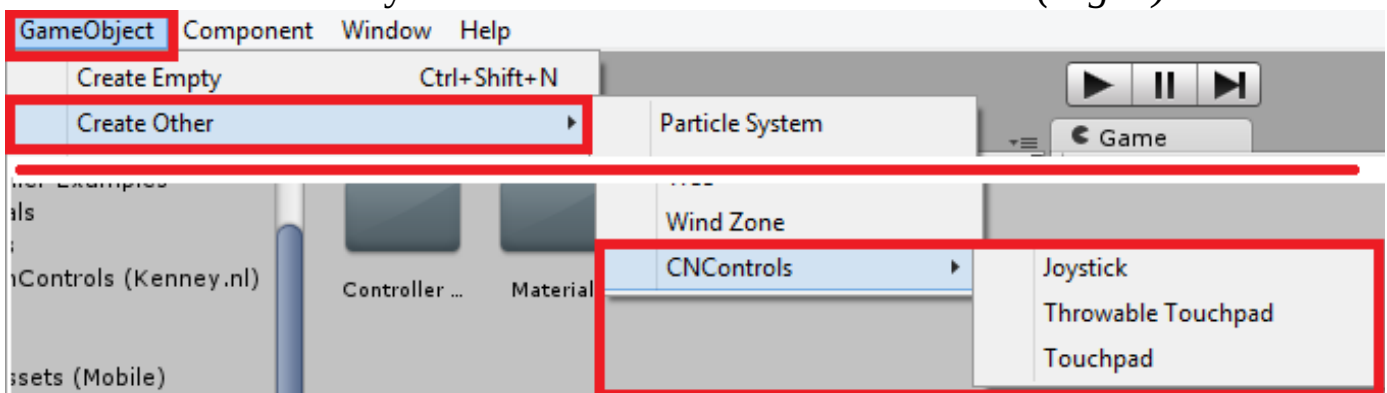 GameObject Component Window Help
Create Empty Ctrl+Shift+N
Create Other Particle System
Game
als
Wind Zone
CNControls Joystick
Controls (Kenney.nl)
Controller ... Material
Throwable Touchpad
Touchpad
ssets (Mobile)